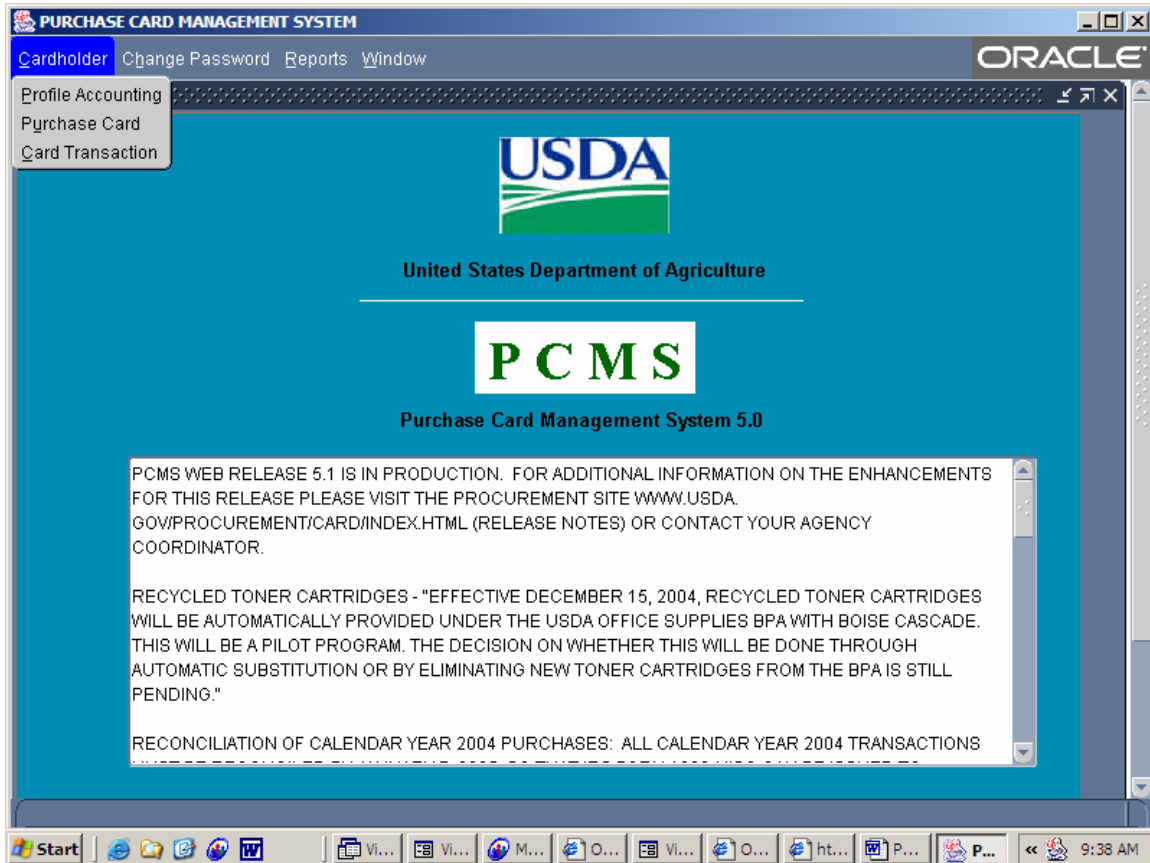 PURCHASE CARD MANAGEMENT SYSTEM
Cardholder Change Password Reports Window
ORACLE
Profile Accounting
Purchase Card
Card Transaction
USDA
United States Department of Agriculture
PCMS
Purchase Card Management System 5.0
PCMS WEB RELEASE 5.1 IS IN PRODUCTION. FOR ADDITIONAL INFORMATION ON THE ENHANCEMENTS
FOR THIS RELEASE PLEASE VISIT THE PROCUREMENT SITE WWW.USDA.
GOV/PROCUREMENT/CARD/INDEX.HTML (RELEASE NOTES) OR CONTACT YOUR AGENCY
COORDINATOR.
RECYCLED TONER CARTRIDGES - "EFFECTIVE DECEMBER 15, 2004, RECYCLED TONER CARTRIDGES
WILL BE AUTOMATICALLY PROVIDED UNDER THE USDA OFFICE SUPPLIES BPA WITH BOISE CASCADE.
THIS WILL BE A PILOT PROGRAM. THE DECISION ON WHETHER THIS WILL BE DONE THROUGH
AUTOMATIC SUBSTITUTION OR BY ELIMINATING NEW TONER CARTRIDGES FROM THE BPA IS STILL
PENDING."
RECONCILIATION OF CALENDAR YEAR 2004 PURCHASES: ALL CALENDAR YEAR 2004 TRANSACTIONS
Start Vi... Vi... M... O... Vi... O... ht... P... P... « 9:38 AM